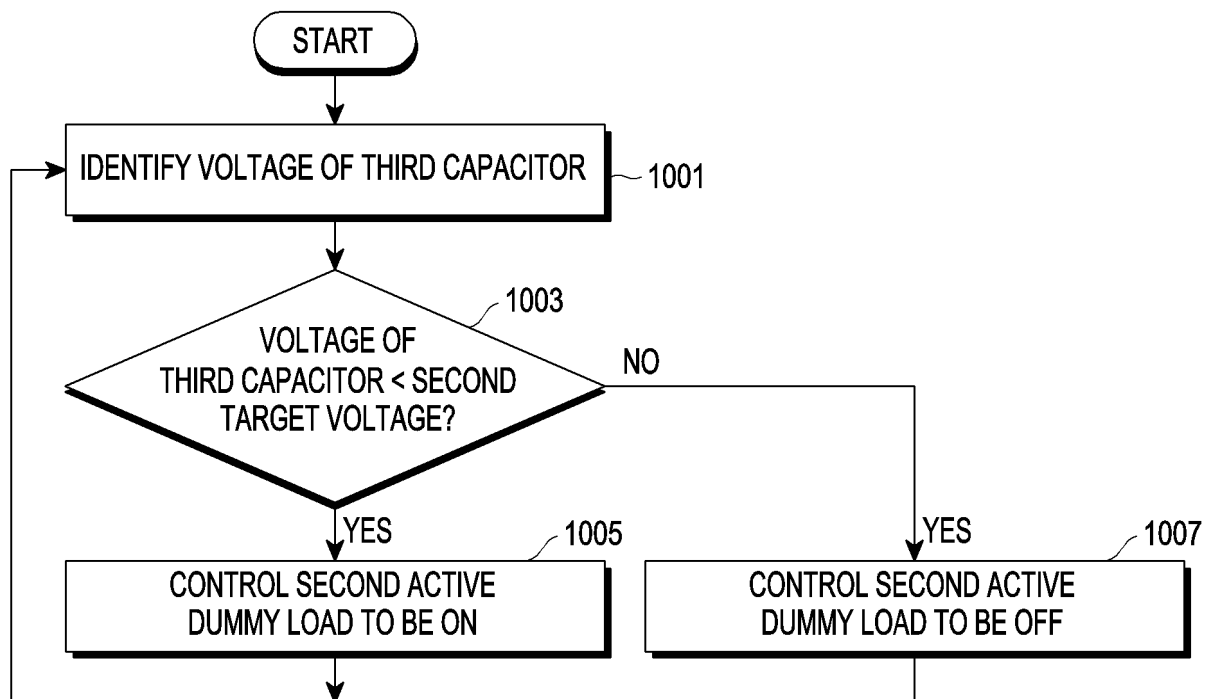 START
IDENTIFY VOLTAGE OF THIRD CAPACITOR
1001
1003
VOLTAGE OF
THIRD CAPACITOR < SECOND
TARGET VOLTAGE?
NO
YES
YES
1005
1007
CONTROL SECOND ACTIVE
DUMMY LOAD TO BE ON
CONTROL SECOND ACTIVE
DUMMY LOAD TO BE OFF